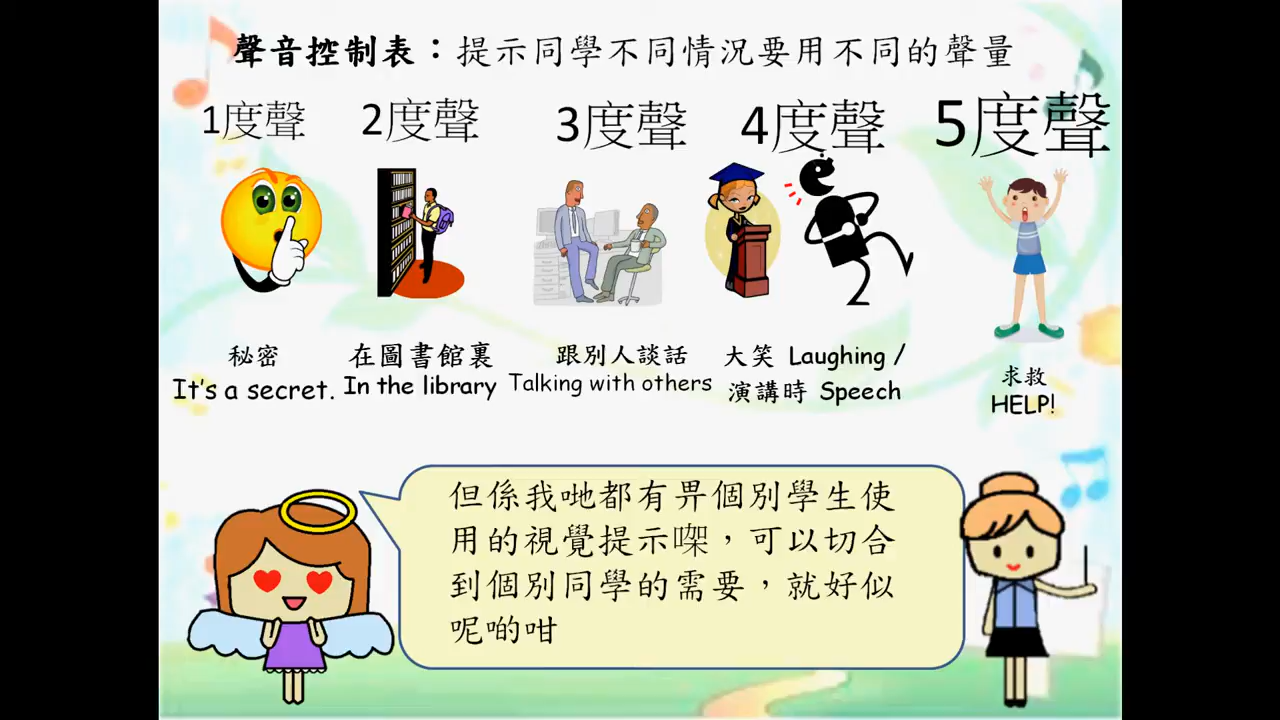 聲音控制表：提示同學不同情況要用不同的聲量
1度聲 2度聲 3度聲 4度聲 5度聲
秘密
It's a secret.
在圖書館裏
In the library
跟別人談話
Talking with others
大笑 Laughing /
演講時 Speech
求救
HELP!
但係我哋都有畀個別學生使
用的視覺提示㗎，可以切合
到個別同學的需要，就好似
呢啲咁